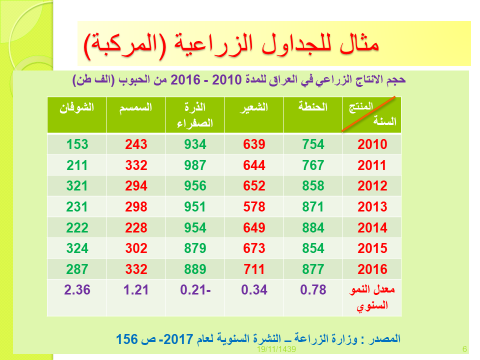 مثال للجداول الزراعية (المركبة)
حجم الانتاج الزراعي في العراق للمدة 2010 - 2016 من الحبوب (الف طن)
المنتج السنة الحنطة الشعير الذرة الصفراء السمسم الشوفان
2010 754 639 934 243 153
2011 767 644 987 332 211
2012 858 652 956 294 321
2013 871 578 951 298 231
2014 884 649 954 228 222
2015 854 673 879 302 324
2016 877 711 889 332 287
معدل النمو السنوي 0.78 0.34 0.21- 1.21 2.36
المصدر : وزارة الزراعة – النشرة السنوية لعام 2017- ص 156
19/11/1439 6